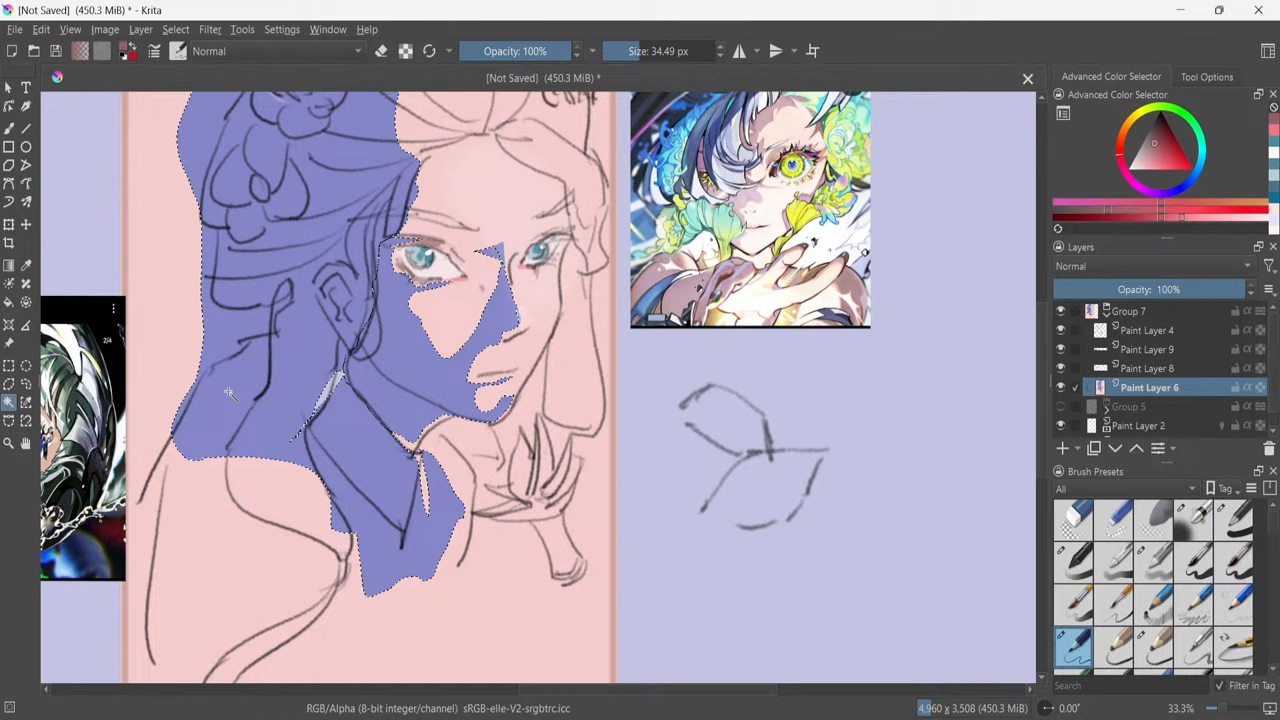 [Not Saved] (450.3 MiB) * - Krita
File Edit View Image Layer Select Filter Tools Settings Window Help
Normal
Opacity: 100%
Size: 34.49 px
[Not Saved] (450.3 MiB) *
Advanced Color Selector
Tool Options
Advanced Color Selector
Layers
Normal
Opacity: 100%
Group 7
Paint Layer 4
Paint Layer 9
Paint Layer 8
Paint Layer 6
Group 5
Paint Layer 2
Brush Presets
All
Tag
Search
Filter in Tag
2/4
RGB/Alpha (8-bit integer/channel) sRGB-elle-V2-srgbtrc.icc
4,960 x 3,508 (450.3 MiB)
0.00°
33.3%